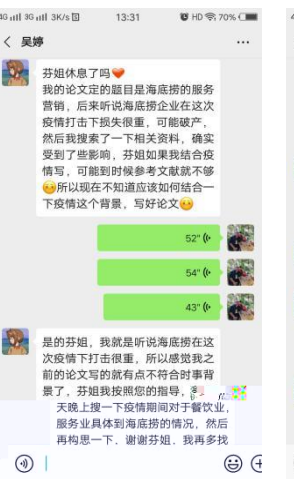 4G 3G 3K/s
13:31
HD 70%
4
吴婷
芬姐休息了吗
我的论文定的题目是海底捞的服务
营销,后来听说海底捞企业在这次
疫情打击下损失很重,可能破产,
然后我搜索了一下相关资料,确实
受到了些影响,芬姐如果我结合疫
情写,可能到时候参考文献就不够
所以现在不知道应该如何结合一
下疫情这个背景,写好论文
52"
54"
43"
是的芬姐,我就是听说海底捞在这
次疫情下打击很重,所以感觉我之
前的论文写的就有点不符合时事背
景了,芬姐我按照您的指导,
天晚上搜一下疫情期间对于餐饮业,
服务业具体到海底捞的情况,然后
再构思一下,谢谢芬姐,我再多找